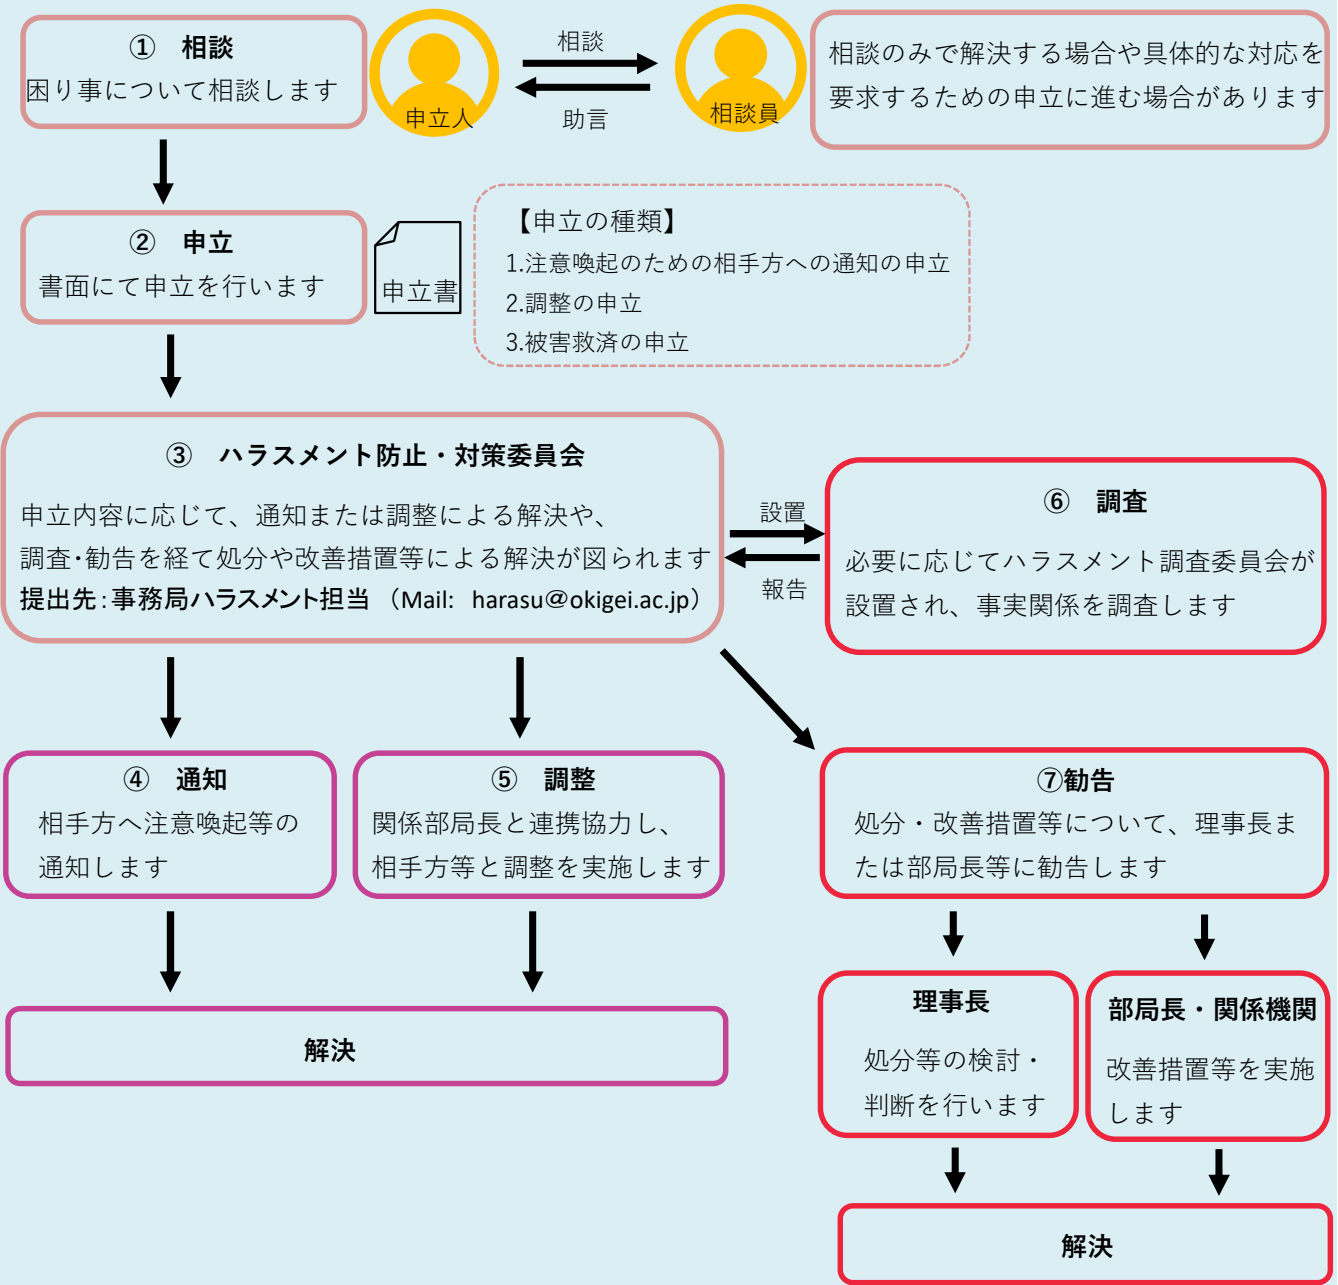 ① 相談
困り事について相談します
申立人
相談
助言
相談員
相談のみで解決する場合や具体的な対応を
要求するための申立に進む場合があります
② 申立
書面にて申立を行います
申立書
【申立の種類】
1.注意喚起のための相手方への通知の申立
2.調整の申立
3.被害救済の申立
③ ハラスメント防止・対策委員会
申立内容に応じて、通知または調整による解決や、
調査・勧告を経て処分や改善措置等による解決が図られます
提出先：事務局ハラスメント担当 （Mail: harasu@okigei.ac.jp）
設置
報告
⑥ 調査
必要に応じてハラスメント調査委員会が
設置され、事実関係を調査します
④ 通知
相手方へ注意喚起等の
通知します
⑤ 調整
関係部局長と連携協力し、
相手方等と調整を実施します
⑦勧告
処分・改善措置等について、理事長ま
たは部局長等に勧告します
解決
理事長
処分等の検討・
判断を行います
部局長・関係機関
改善措置等を実施
します
解決